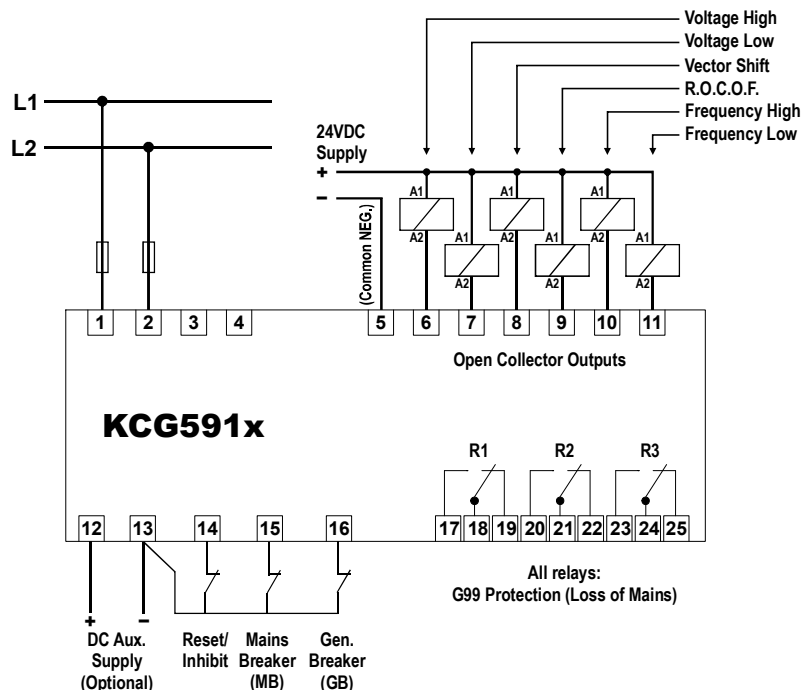 Voltage High
Voltage Low
Vector Shift
R.O.C.O.F.
Frequency High
Frequency Low
L1
L2
24VDC
Supply
+
–
(Common NEG.)
A1 A1 A1
A2 A2 A2
A1 A1 A1
A2 A2 A2
1 2 3 4 5 6 7 8 9 10 11
Open Collector Outputs
KCG591x
R1 R2 R3
12 13 14 15 16 17 18 19 20 21 22 23 24 25
All relays:
G99 Protection (Loss of Mains)
+ –
DC Aux.
Supply
(Optional)
Reset/
Inhibit
Mains
Breaker
(MB)
Gen.
Breaker
(GB)